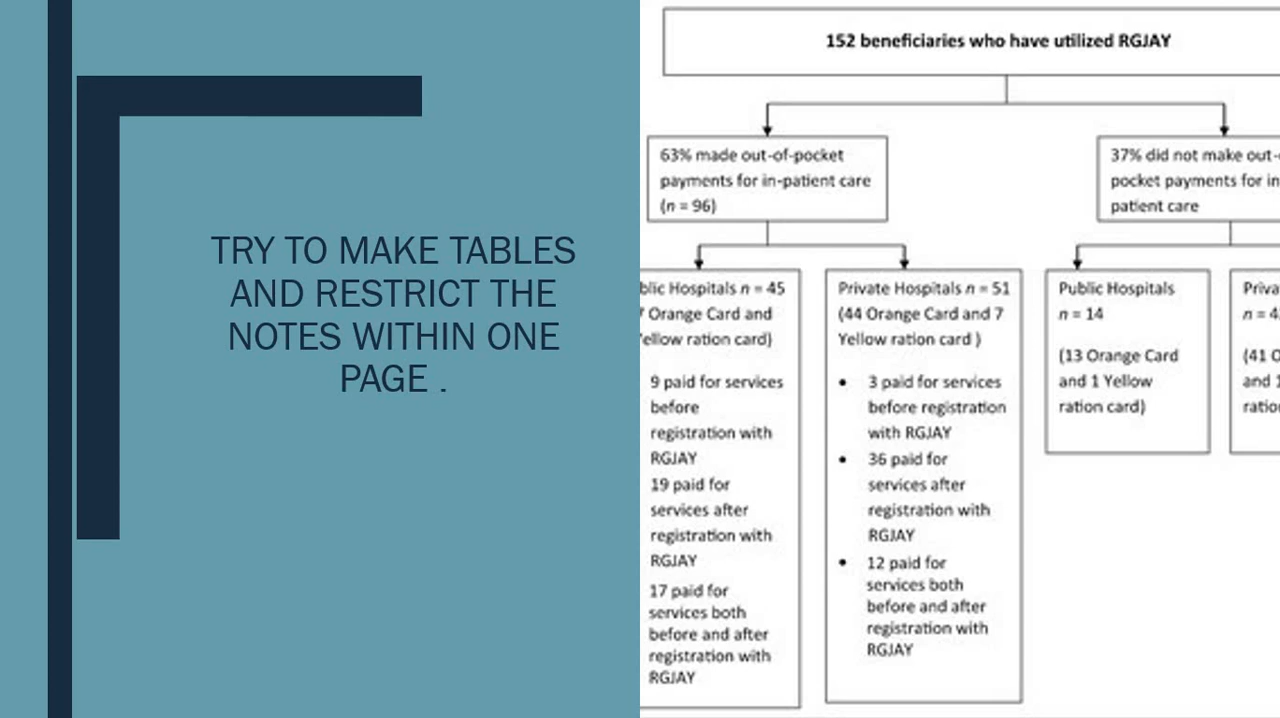 TRY TO MAKE TABLES
AND RESTRICT THE
NOTES WITHIN ONE
PAGE .
152 beneficiaries who have utilized RGJAY
63% made out-of-pocket
payments for in-patient care
(n = 96)
37% did not make out-
pocket payments for in
patient care
Hospitals n = 45
Orange Card and
ration card)
9 paid for services
before
registration with
RGJAY
19 paid for
services after
registration with
RGJAY
17 paid for
services both
before and after
registration with
RGJAY
Private Hospitals n = 51
(44 Orange Card and 7
Yellow ration card )
• 3 paid for services
before registration
with RGJAY
• 36 paid for
services after
registration with
RGJAY
• 12 paid for
services both
before and after
registration with
RGJAY
Public Hospitals
n = 14
(13 Orange Card
and 1 Yellow
ration card)
n =
(41
and